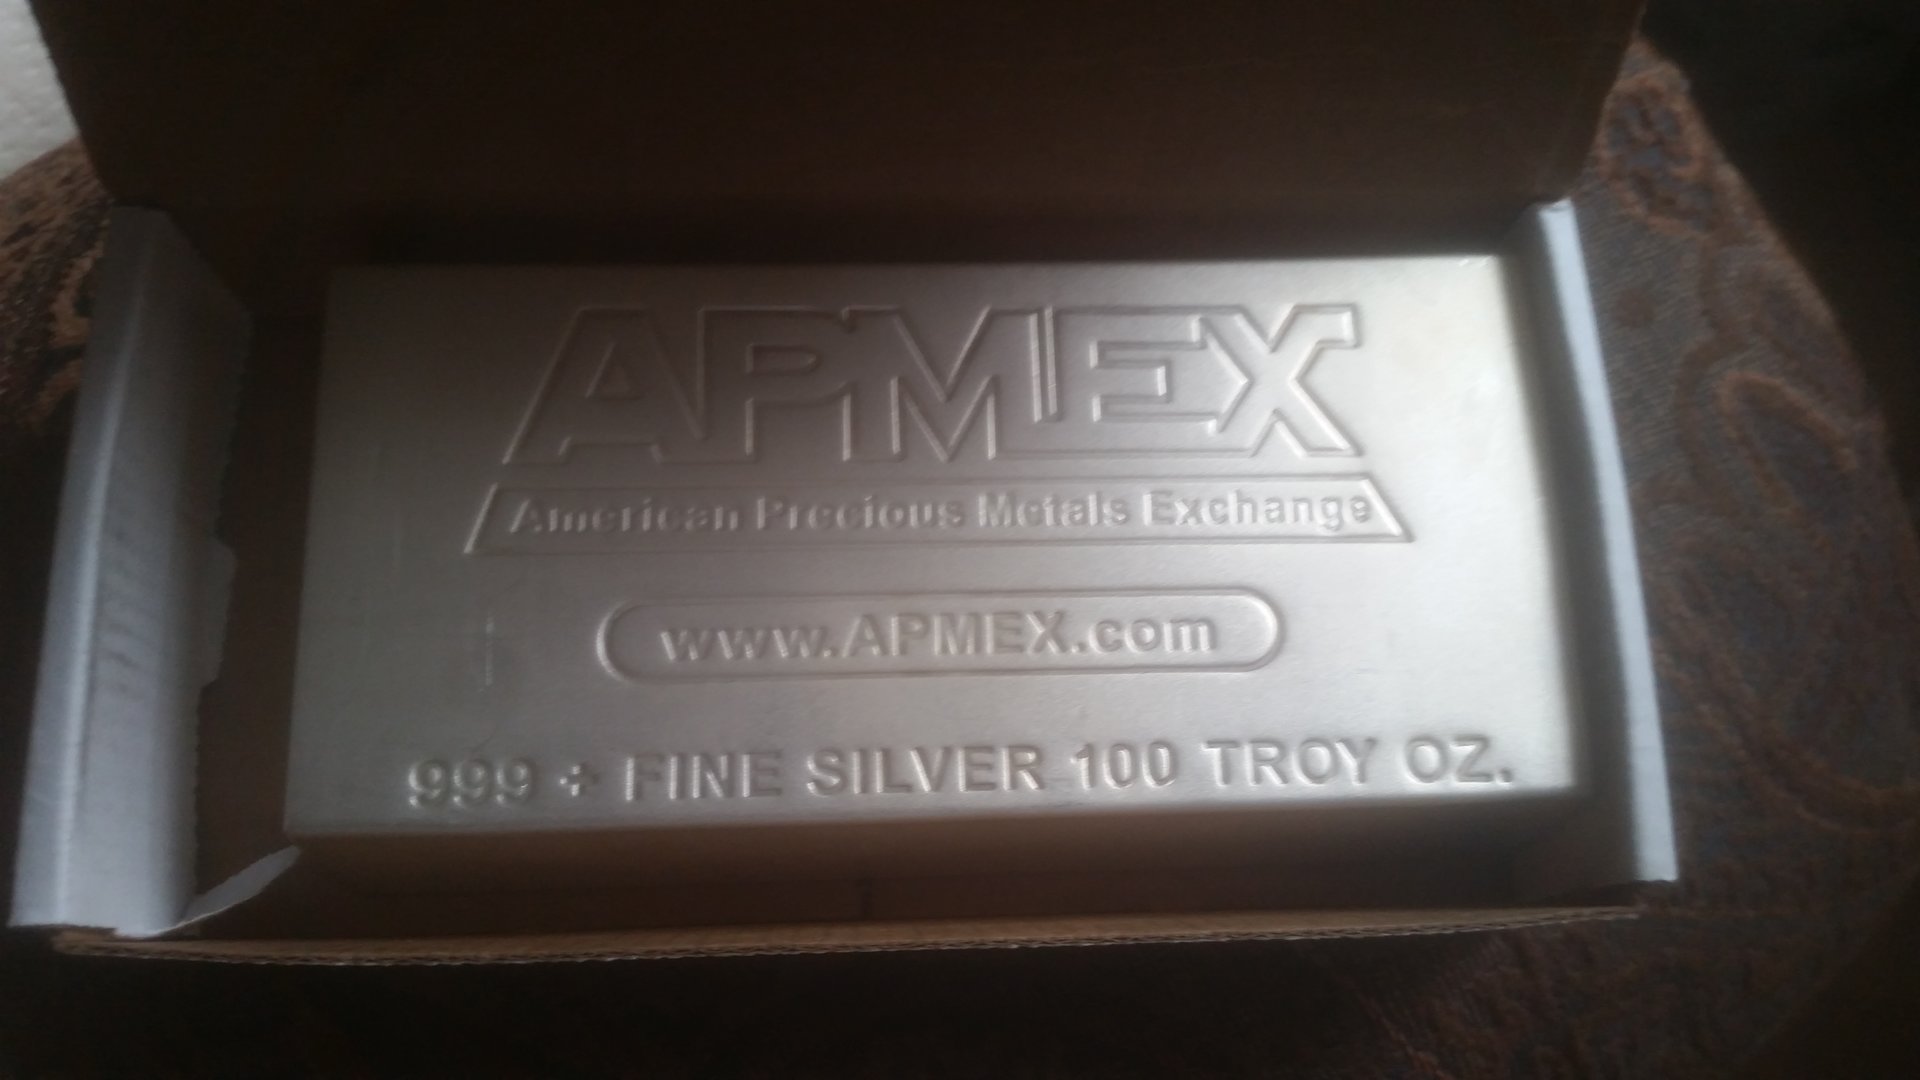 APMEX
American Precious Metals Exchange
www.APMEX.com
999 + FINE SILVER 100 TROY OZ.